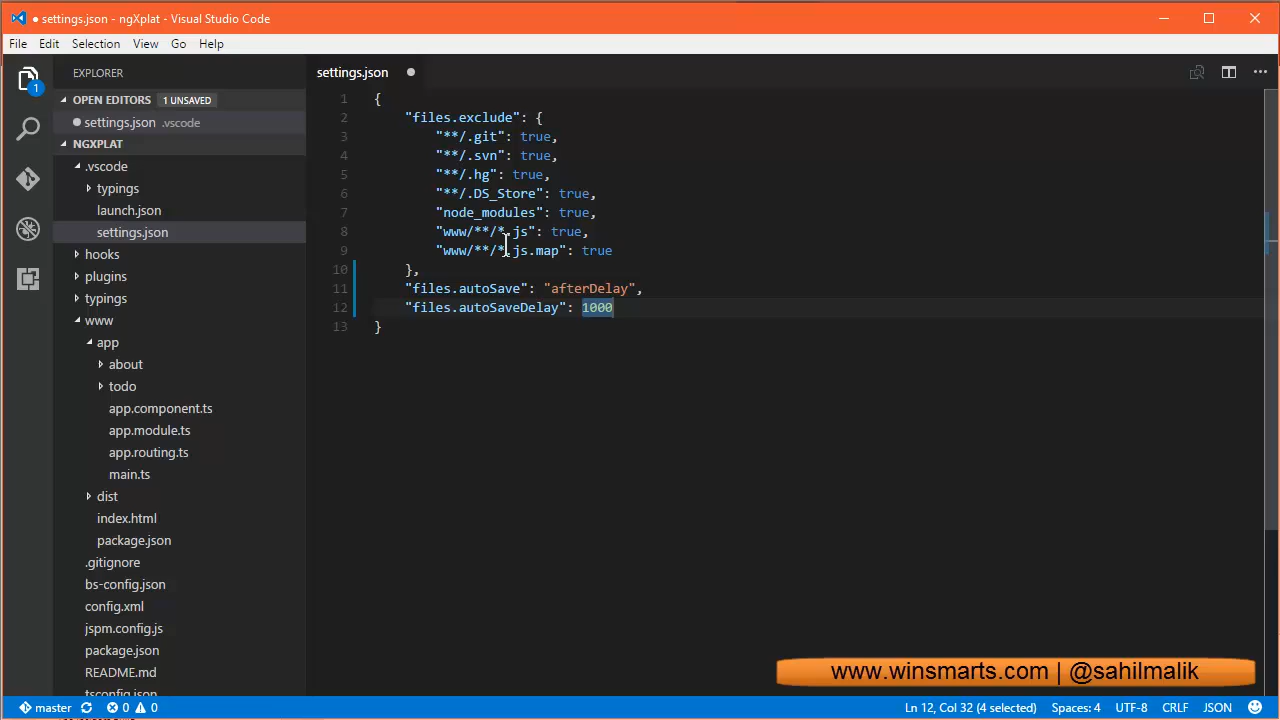 ● settings.json - ngXplat - Visual Studio Code
File Edit Selection View Go Help
EXPLORER
OPEN EDITORS 1 UNSAVED
settings.json .vscode
NGXPLAT
.vscode
typings
launch.json
settings.json
hooks
plugins
typings
www
app
about
todo
app.component.ts
app.module.ts
app.routing.ts
main.ts
dist
index.html
package.json
.gitignore
bs-config.json
config.xml
jspm.config.js
package.json
README.md
tsconfig.json
1
settings.json
1 {
2 "files.exclude": {
3 "**/.git": true,
4 "**/.svn": true,
5 "**/.hg": true,
6 "**/.DS_Store": true,
7 "node_modules": true,
8 "www/**/*.js": true,
9 "www/**/*.js.map": true
10 },
11 "files.autoSave": "afterDelay",
12 "files.autoSaveDelay": 1000
13 }
www.winsmarts.com | @sahilmalik
master 0 0 Ln 12, Col 32 (4 selected) Spaces: 4 UTF-8 CRLF JSON